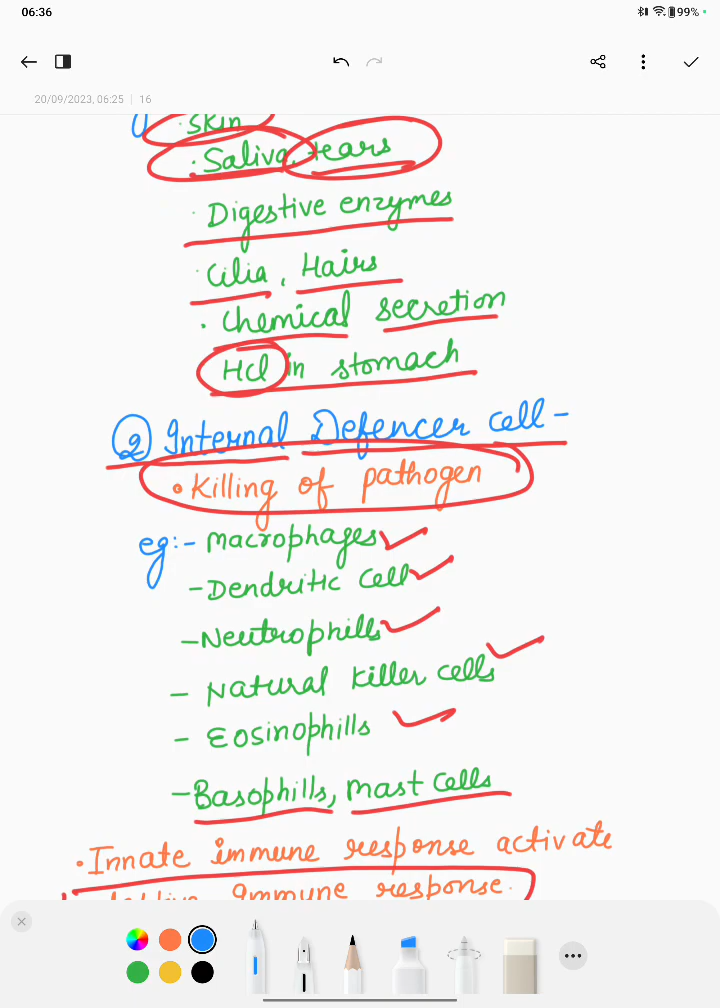 06:36
99%
20/09/2023, 06:25 | 16
· Skin
· Saliva, tears
· Digestive enzymes
· Cilia, Hairs
· Chemical secretion
HCl in stomach
② Internal Defencer cell -
• Killing of pathogen
eg:- Macrophages
- Dendritic cell
- Neutrophills
- Natural killer cells
- Eosinophills
- Basophills, Mast cells
• Innate immune response activate
immune response.